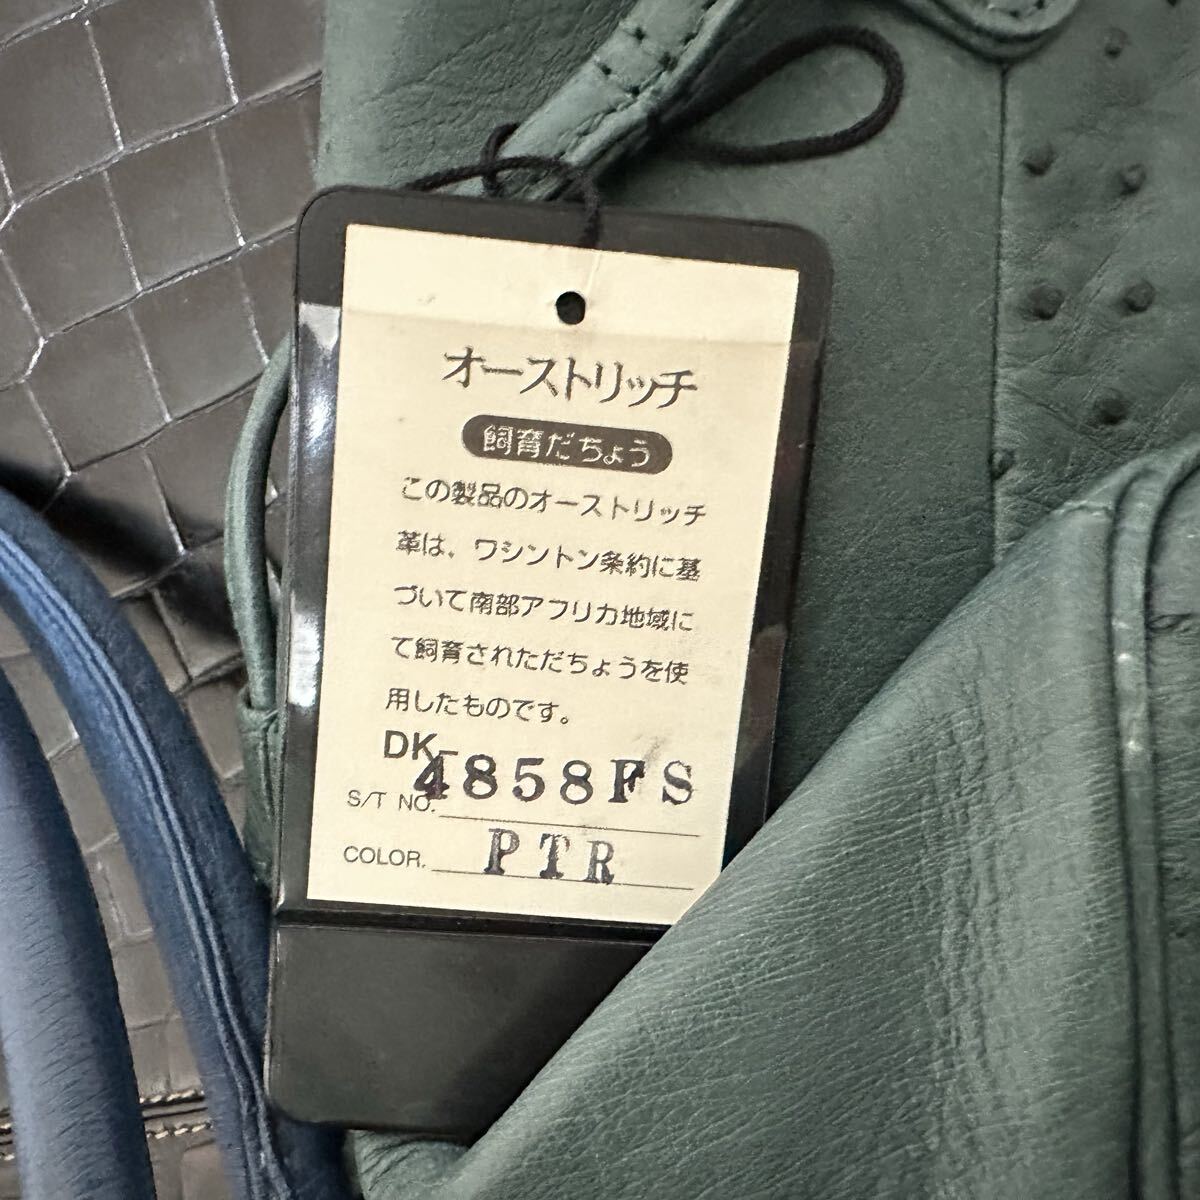 オーストリッチ
飼育だちょう
この製品のオーストリッチ
革は、ワシントン条約に基
づいて南部アフリカ地域に
て飼育されただちょうを使
用したものです。
DK-
S/T NO. 4858FS
COLOR. PTR